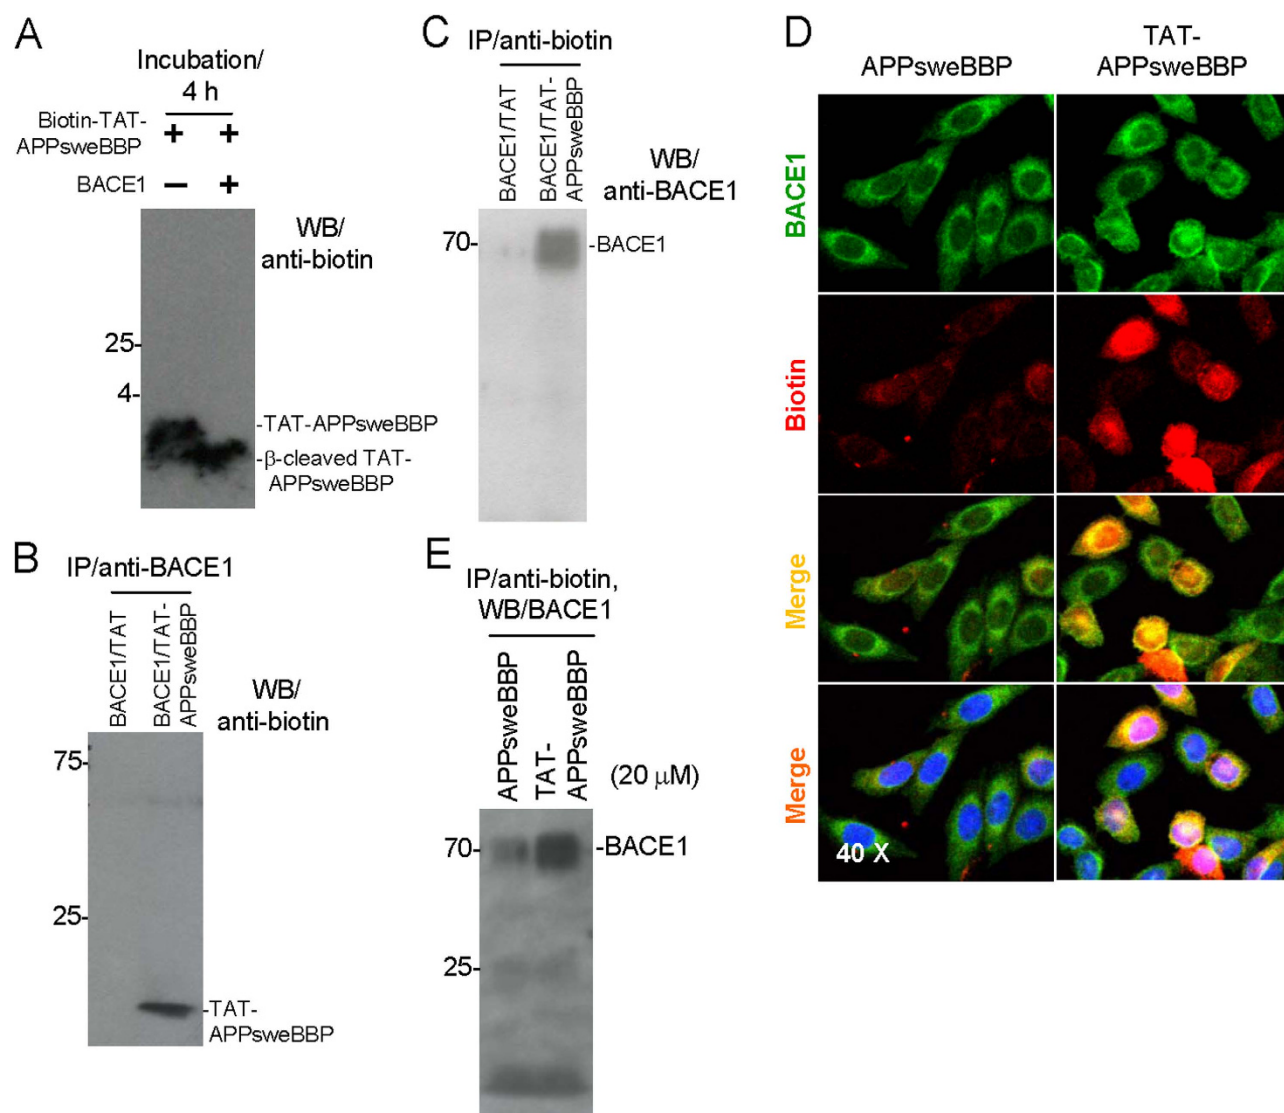 A
Incubation/
4 h
Biotin-TAT-
APPsweBBP
+ +
BACE1
− +
WB/
anti-biotin
25-
4-
-TAT-APPsweBBP
-β-cleaved TAT-
APPsweBBP
B
IP/anti-BACE1
BACE1/TAT
BACE1/TAT-
APPsweBBP
WB/
anti-biotin
75-
25-
-TAT-
APPsweBBP
C
IP/anti-biotin
BACE1/TAT
BACE1/TAT-
APPsweBBP
WB/
anti-BACE1
70-
-BACE1
E
IP/anti-biotin,
WB/BACE1
APPsweBBP
TAT-
APPsweBBP
(20 μM)
70-
-BACE1
25-
D
APPsweBBP
TAT-
APPsweBBP
BACE1
Biotin
Merge
Merge
40 X